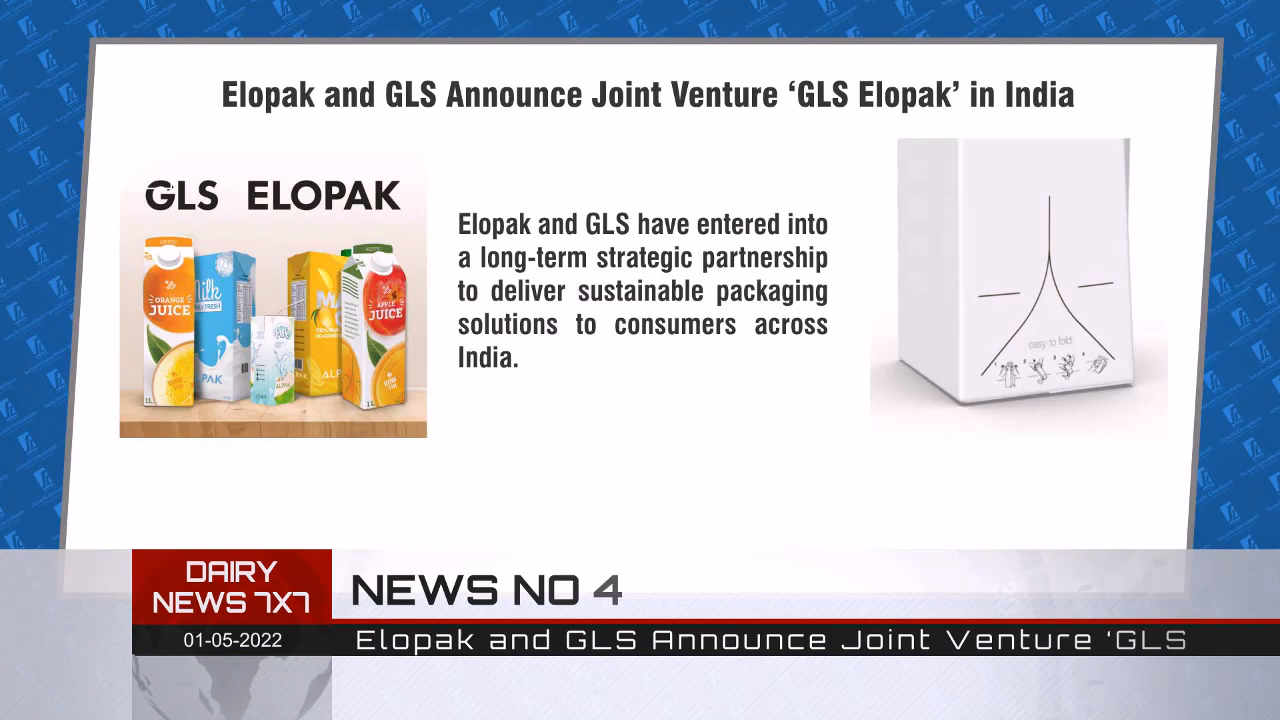 Elopak and GLS Announce Joint Venture ‘GLS Elopak’ in India
GLS ELOPAK
ORANGE
JUICE
Milk
APPLE
JUICE
1L
Elopak and GLS have entered into
a long-term strategic partnership
to deliver sustainable packaging
solutions to consumers across
India.
easy to fold:
DAIRY
NEWS 7X7
NEWS NO 4
01-05-2022
Elopak and GLS Announce Joint Venture ‘GLS